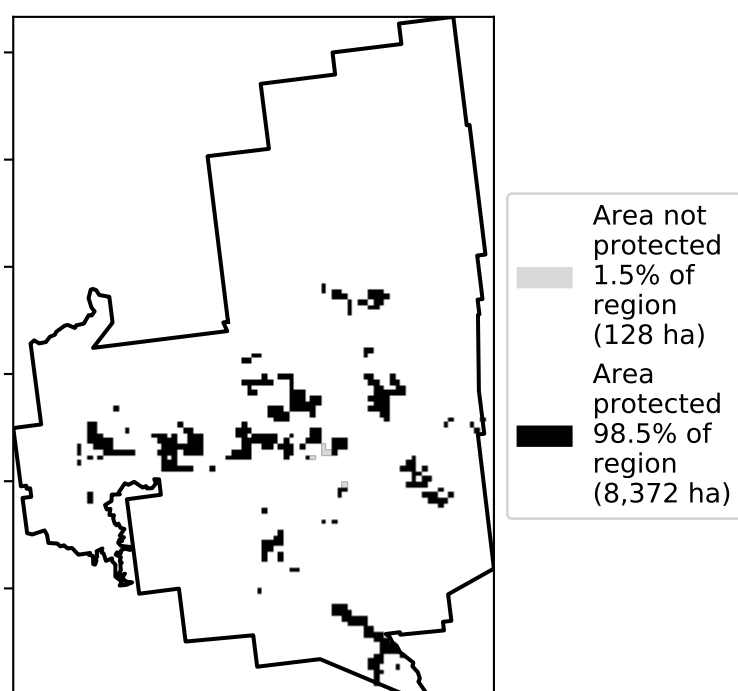 Area not
protected
1.5% of
region
(128 ha)
Area
protected
98.5% of
region
(8,372 ha)